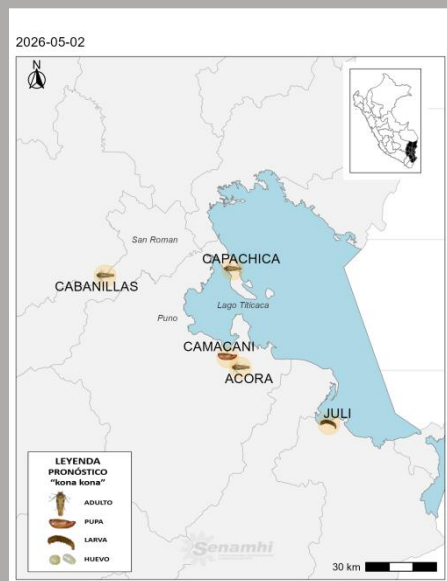 2026-05-02
N
San Roman
CAPACHICA
CABANILLAS
Lago Titicaca
Puno
CAMACANI
ACORA
JULI
LEYENDA
PRONÓSTICO
"kona kona"
ADULTO
PUPA
LARVA
HUEVO
Senamhi
30 km